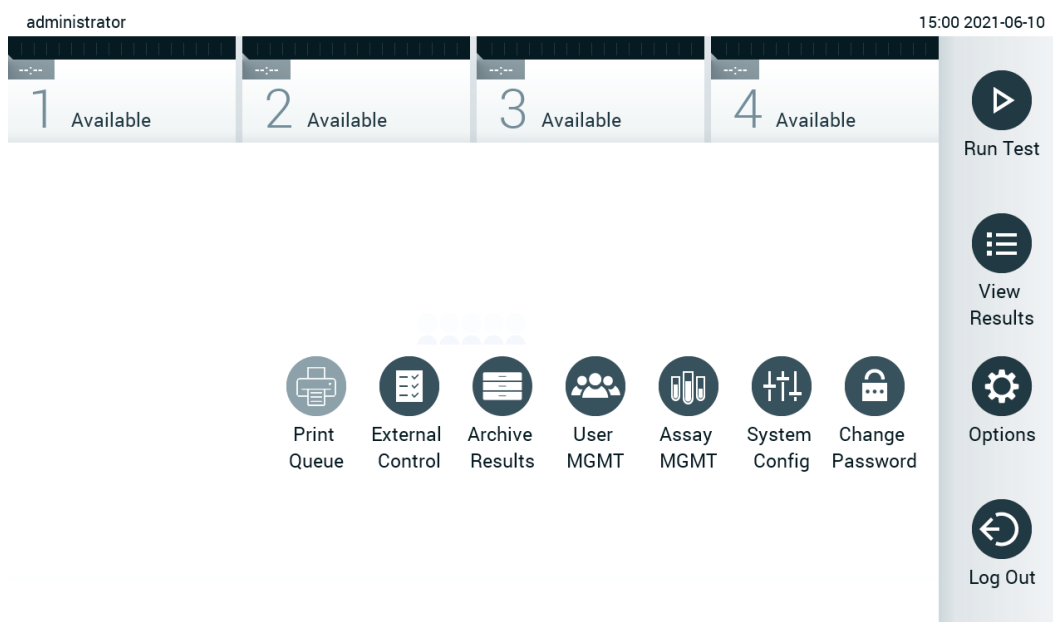 administrator 15:00 2021-06-10
--:-- --:-- --:-- --:--
1 Available 2 Available 3 Available 4 Available
Run Test
View
Results
Print External Archive User Assay System Change
Queue Control Results MGMT MGMT Config Password
Options
Log Out